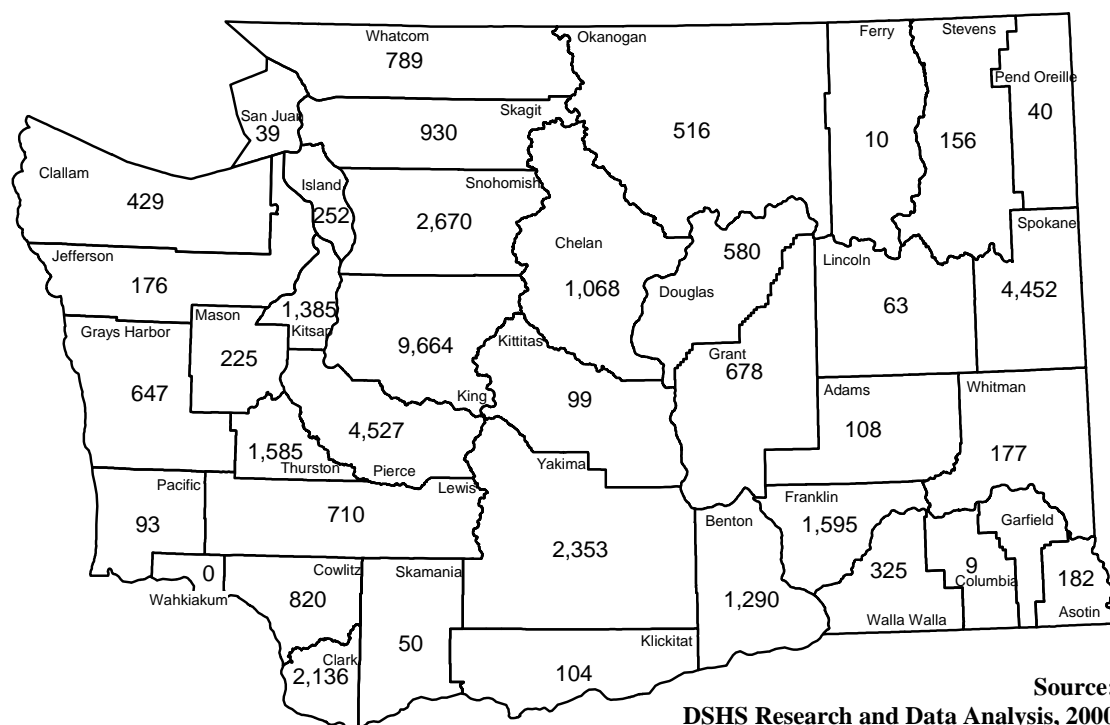 Whatcom
789
Okanogan
516
Ferry
10
Stevens
156
Pend Oreille
40
San Juan
39
Skagit
930
Clallam
429
Island
252
Snohomish
2,670
Chelan
1,068
580
Douglas
Lincoln
63
Spokane
4,452
Jefferson
176
1,385
Kitsap
Mason
225
Grays Harbor
647
9,664
King
Kittitas
99
Grant
678
Adams
108
Whitman
177
1,585
Thurston
4,527
Pierce
Lewis
710
Yakima
2,353
Pacific
93
0
Wahkiakum
Cowlitz
820
Skamania
50
Benton
1,290
Franklin
1,595
325
Walla Walla
9
Columbia
Garfield
182
Asotin
Clark
2,136
Klickitat
104
Source:
DSHS Research and Data Analysis, 2000